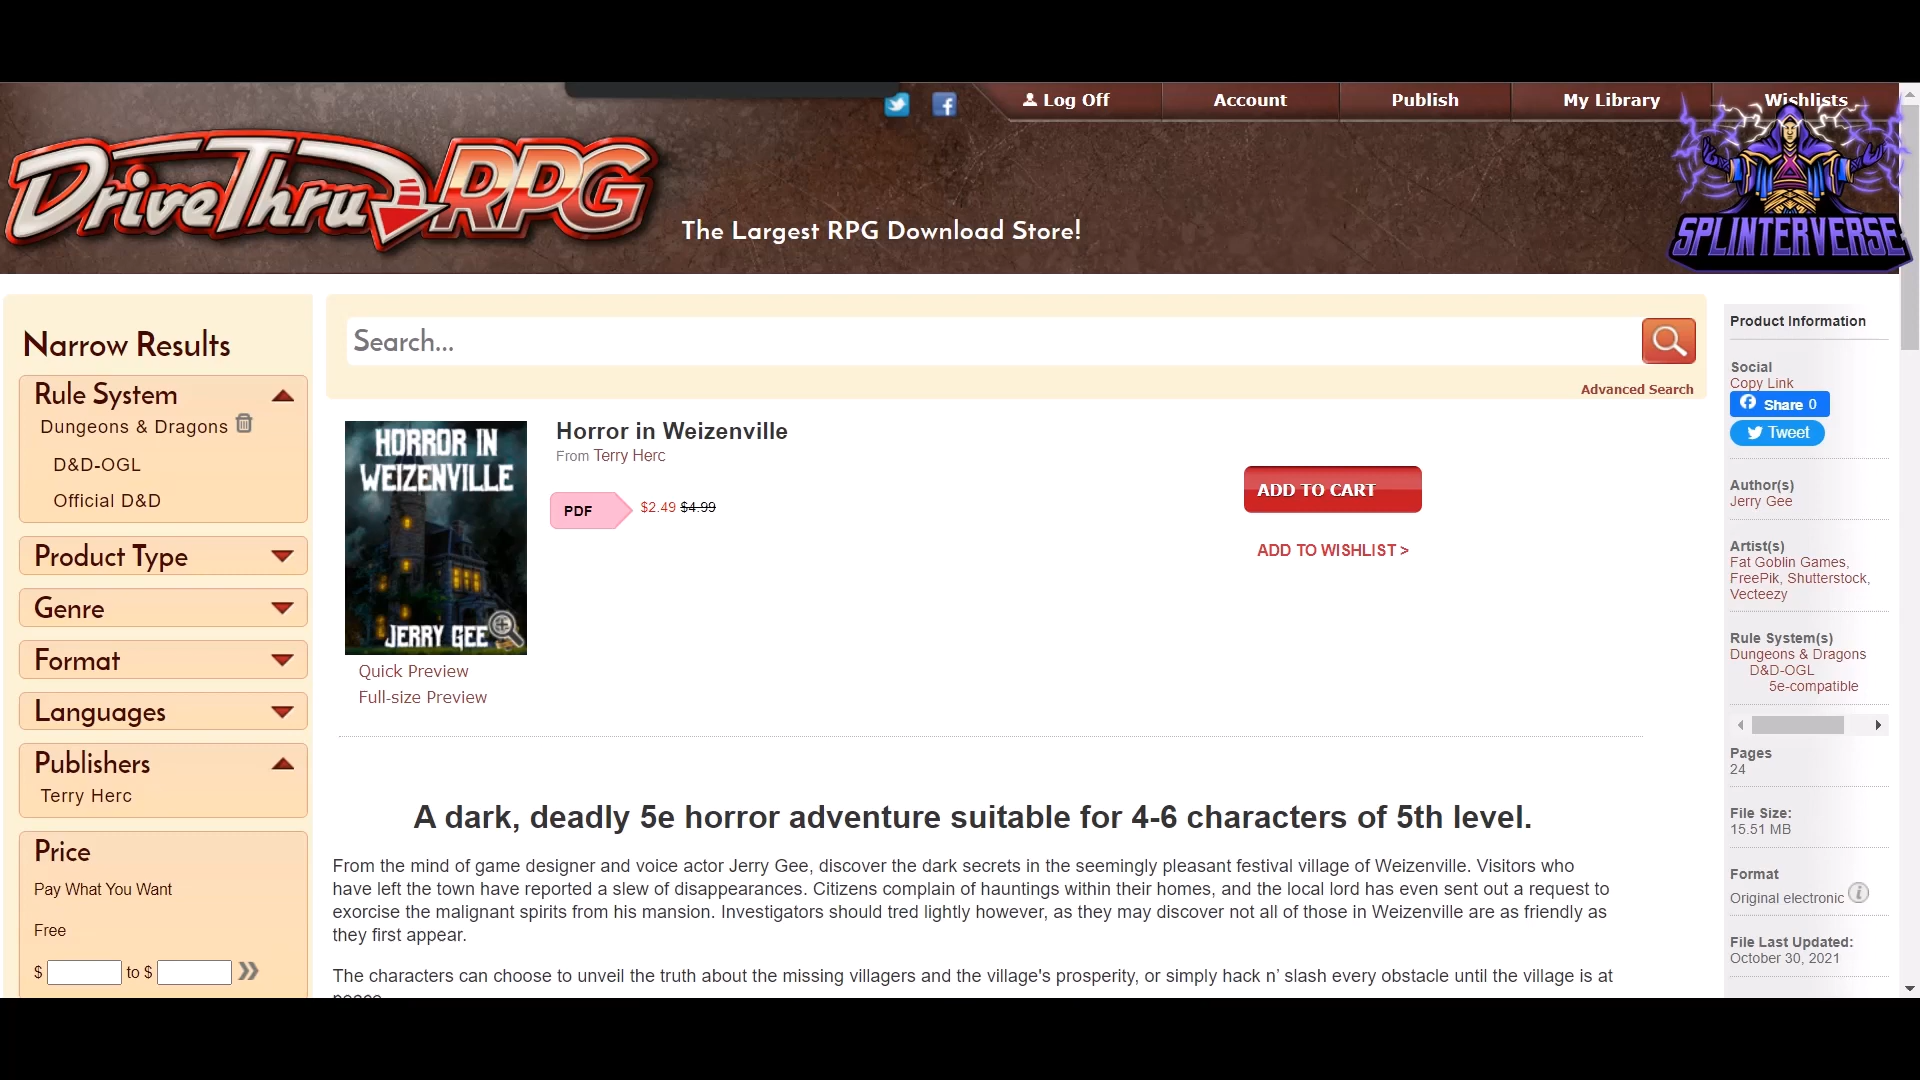 Log Off
Account
Publish
My Library
Wishlists
DriveThruRPG
The Largest RPG Download Store!
SPLINTERVERSE
Narrow Results
Rule System
Dungeons & Dragons
D&D-OGL
Official D&D
Product Type
Genre
Format
Languages
Publishers
Terry Herc
Price
Pay What You Want
Free
$ to $
Search...
Advanced Search
HORROR IN
WEIZENVILLE
JERRY GEE
Quick Preview
Full-size Preview
Horror in Weizenville
From Terry Herc
PDF $2.49 $4.99
ADD TO CART
ADD TO WISHLIST >
A dark, deadly 5e horror adventure suitable for 4-6 characters of 5th level.
From the mind of game designer and voice actor Jerry Gee, discover the dark secrets in the seemingly pleasant festival village of Weizenville. Visitors who
have left the town have reported a slew of disappearances. Citizens complain of hauntings within their homes, and the local lord has even sent out a request to
exorcise the malignant spirits from his mansion. Investigators should tred lightly however, as they may discover not all of those in Weizenville are as friendly as
they first appear.
The characters can choose to unveil the truth about the missing villagers and the village's prosperity, or simply hack n’ slash every obstacle until the village is at
peace
Product Information
Social
Copy Link
Share 0
Tweet
Author(s)
Jerry Gee
Artist(s)
Fat Goblin Games,
FreePik, Shutterstock,
Vecteezy
Rule System(s)
Dungeons & Dragons
D&D-OGL
5e-compatible
Pages
24
File Size:
15.51 MB
Format
Original electronic
File Last Updated:
October 30, 2021